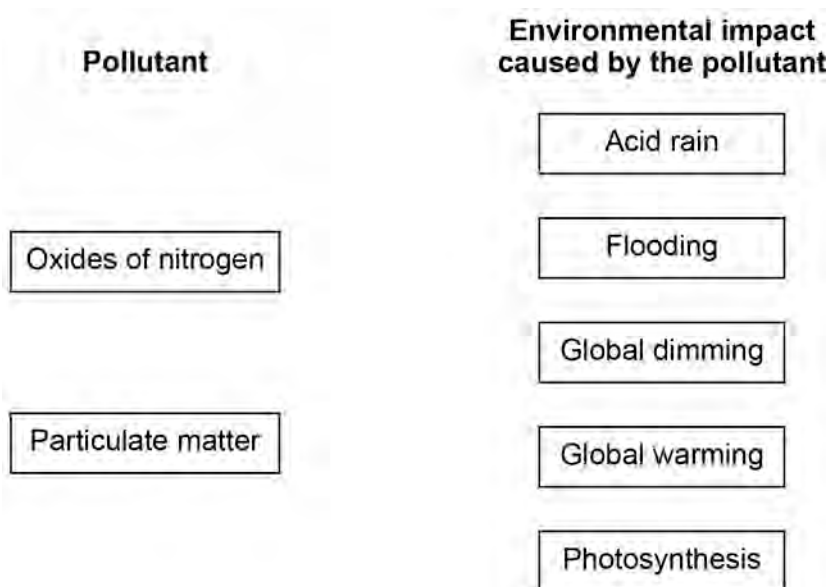 Pollutant
Environmental impact
caused by the pollutant
Acid rain
Oxides of nitrogen
Flooding
Global dimming
Particulate matter
Global warming
Photosynthesis